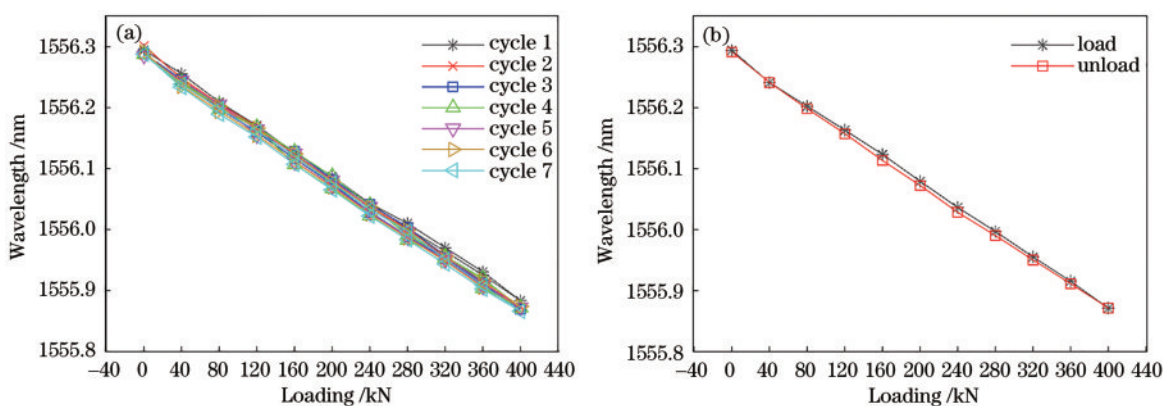 (a)
cycle 1
cycle 2
cycle 3
cycle 4
cycle 5
cycle 6
cycle 7
Wavelength /nm
1556.3
1556.2
1556.1
1556.0
1555.9
1555.8
−40 0 40 80 120 160 200 240 280 320 360 400 440
Loading /kN
(b)
load
unload
Wavelength /nm
1556.3
1556.2
1556.1
1556.0
1555.9
1555.8
−40 0 40 80 120 160 200 240 280 320 360 400 440
Loading /kN